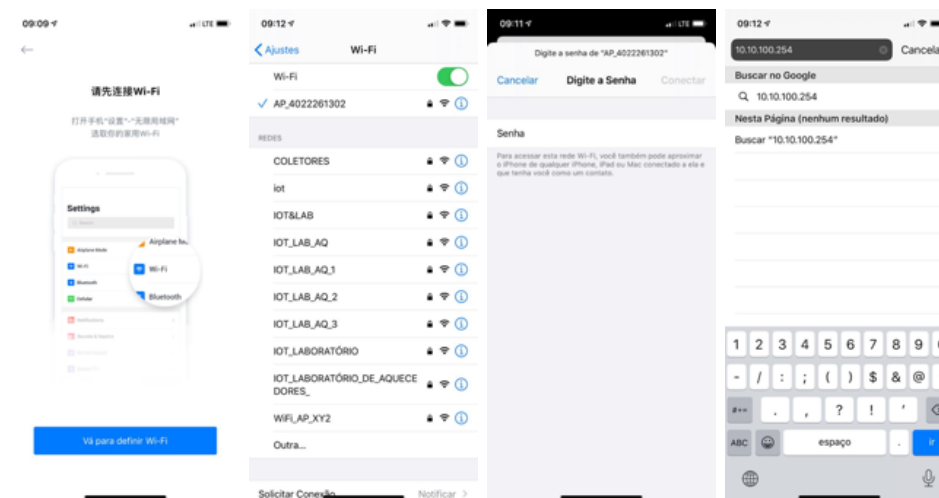 09:09
LTE
请先连接Wi-Fi
打开手机"设置"-"无限局域网"
选取你的家用Wi-Fi
Settings
Airplane Mode
Wi-Fi
Bluetooth
Cellular
Notifications
Wi-Fi
Bluetooth
Vá para definir Wi-Fi
09:12
Ajustes
Wi-Fi
Wi-Fi
AP_4022261302
REDES
COLETORES
iot
IOT&LAB
IOT_LAB_AQ
IOT_LAB_AQ_1
IOT_LAB_AQ_2
IOT_LAB_AQ_3
IOT_LABORATÓRIO
IOT_LABORATÓRIO_DE_AQUECE
DORES_
WiFi_AP_XY2
Outra...
Solicitar Conexão
Notificar
09:11
LTE
Digite a senha de "AP_4022261302"
Cancelar
Digite a Senha
Conectar
Senha
Para acessar esta rede Wi-Fi, você também pode aproximar
o iPhone de qualquer iPhone, iPad ou Mac conectado a ela e
que tenha você como um contato.
09:12
10.10.100.254
Cancela
Buscar no Google
10.10.100.254
Nesta Página (nenhum resultado)
Buscar "10.10.100.254"
1 2 3 4 5 6 7 8 9
- / : ; ( ) $ & @
#+= . , ? ! '
ABC espaço . ir